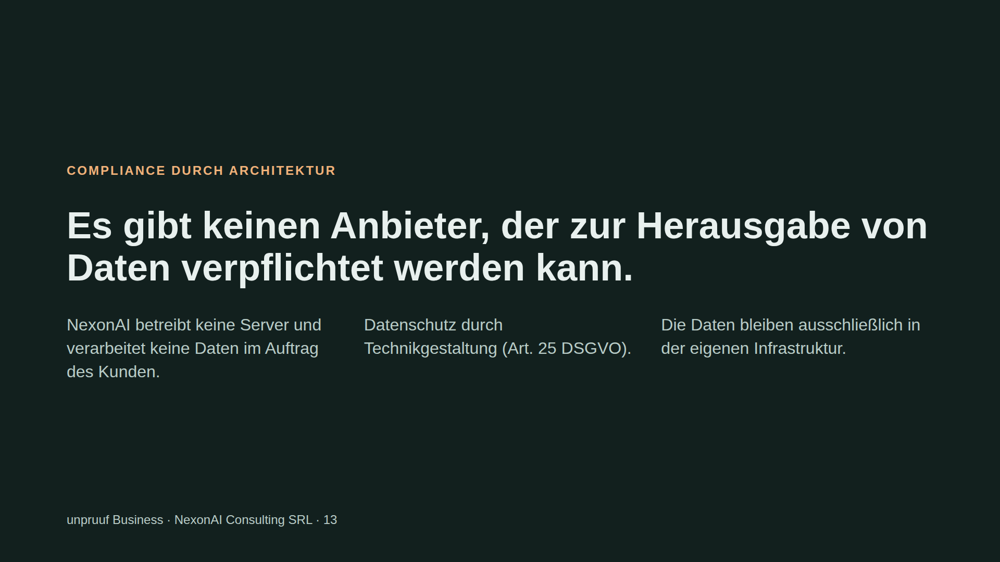 COMPLIANCE DURCH ARCHITEKTUR
Es gibt keinen Anbieter, der zur Herausgabe von
Daten verpflichtet werden kann.
NexonAI betreibt keine Server und
verarbeitet keine Daten im Auftrag
des Kunden.
Datenschutz durch
Technikgestaltung (Art. 25 DSGVO).
Die Daten bleiben ausschließlich in
der eigenen Infrastruktur.
unpruuf Business · NexonAI Consulting SRL · 13